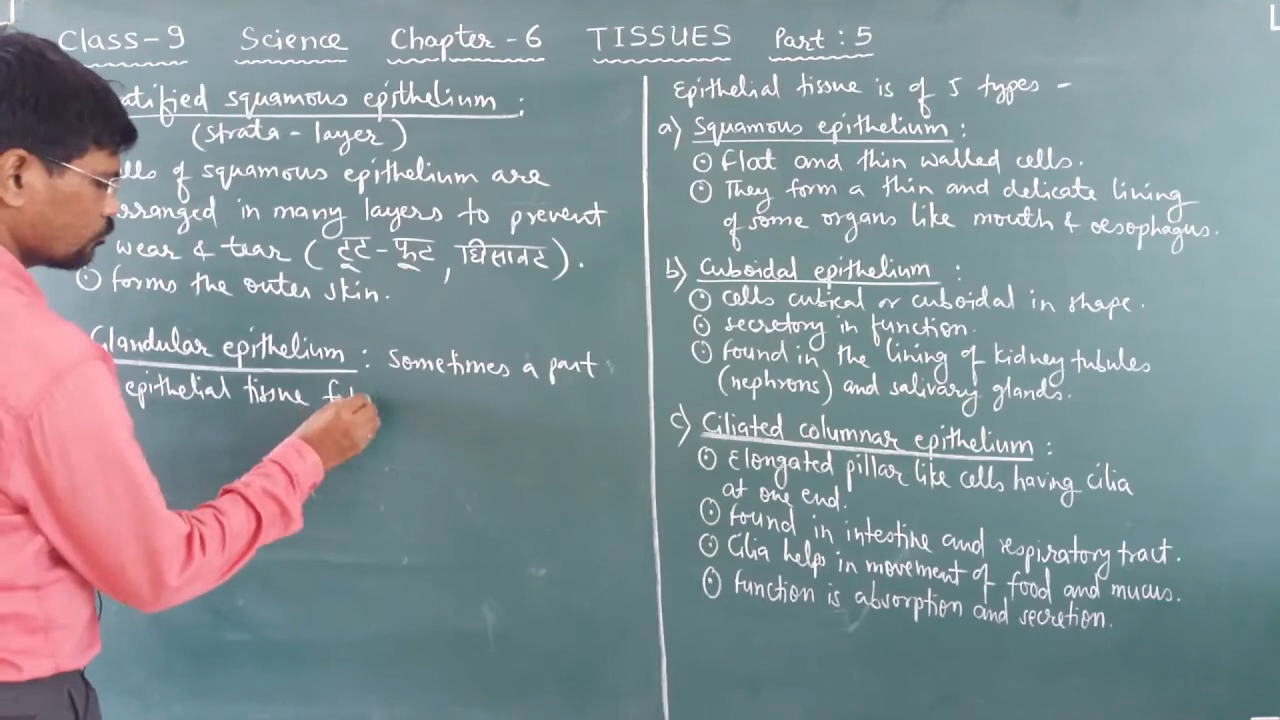 Class-9 Science Chapter-6 TISSUES Part:5
squamous epithelium:
(strata-layer)
of squamous epithelium are
in many layers to prevent
wear & tear (टूट-फूट, घिसावट).
⊙ forms the outer skin.
Glandular epithelium: Sometimes a part
epithelial tissue
Epithelial tissue is of 5 types -
a) Squamous epithelium:
⊙ Flat and thin walled cells.
⊙ They form a thin and delicate lining
of some organs like mouth & oesophagus.
b) Cuboidal epithelium:
⊙ cells cubical or cuboidal in shape.
⊙ secretory in function.
⊙ found in the lining of kidney tubules
(nephrons) and salivary glands.
c) Ciliated columnar epithelium:
⊙ Elongated pillar like cells having cilia
at one end.
⊙ found in intestine and respiratory tract.
⊙ Cilia helps in movement of food and mucus.
⊙ function is absorption and secretion.